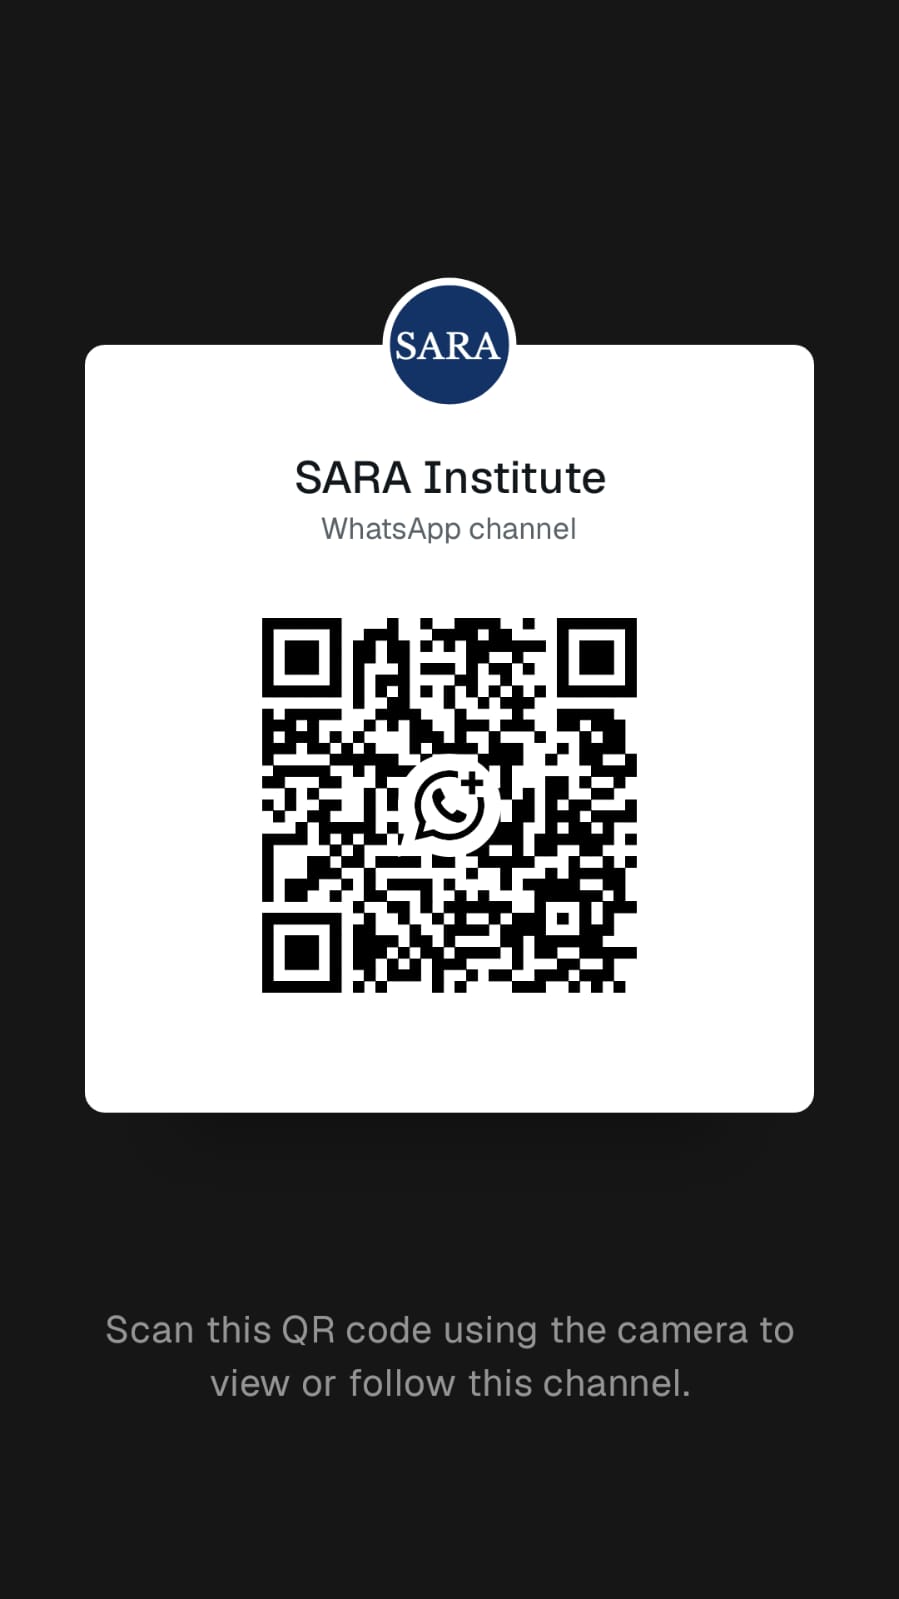 SARA
SARA Institute
WhatsApp channel
Scan this QR code using the camera to
view or follow this channel.